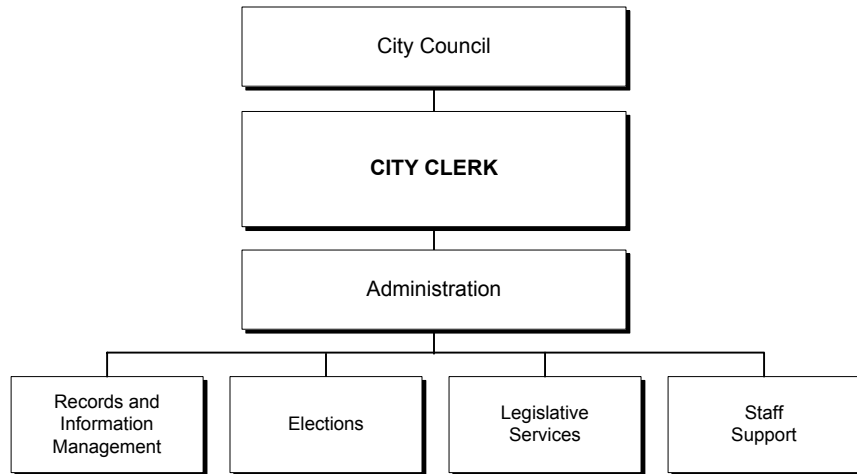 City Council
CITY CLERK
Administration
Records and
Information
Management
Elections
Legislative
Services
Staff
Support